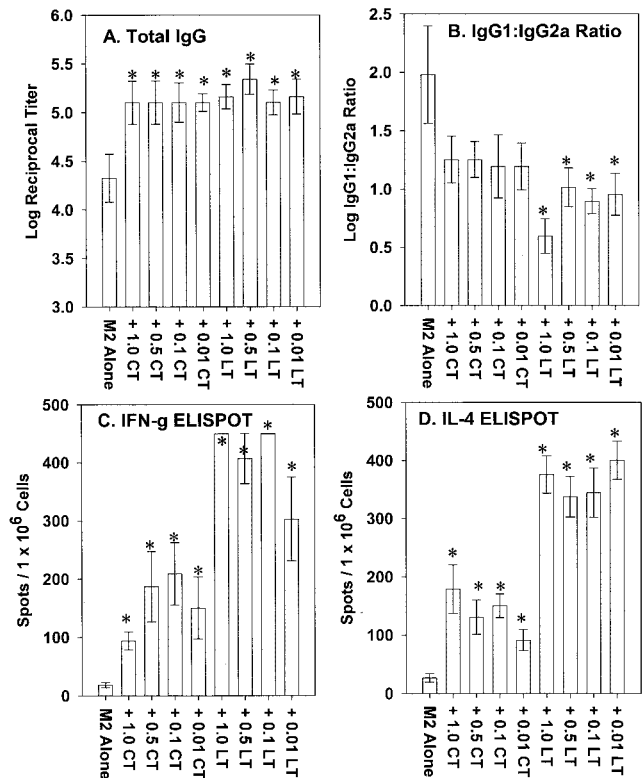 A. Total IgG
Log Reciprocal Titer
6.0
5.5
5.0
4.5
4.0
3.5
3.0
* * * * * * * *
M2 Alone
+ 1.0 CT
+ 0.5 CT
+ 0.1 CT
+ 0.01 CT
+ 1.0 LT
+ 0.5 LT
+ 0.1 LT
+ 0.01 LT
B. IgG1:IgG2a Ratio
Log IgG1:IgG2a Ratio
2.5
2.0
1.5
1.0
0.5
0.0
* * * *
M2 Alone
+ 1.0 CT
+ 0.5 CT
+ 0.1 CT
+ 0.01 CT
+ 1.0 LT
+ 0.5 LT
+ 0.1 LT
+ 0.01 LT
C. IFN-g ELISPOT
Spots / 1 x 10⁶ Cells
500
400
300
200
100
0
* * * * * * * *
M2 Alone
+ 1.0 CT
+ 0.5 CT
+ 0.1 CT
+ 0.01 CT
+ 1.0 LT
+ 0.5 LT
+ 0.1 LT
+ 0.01 LT
D. IL-4 ELISPOT
Spots / 1 x 10⁶ Cells
500
400
300
200
100
0
* * * * * * * *
M2 Alone
+ 1.0 CT
+ 0.5 CT
+ 0.1 CT
+ 0.01 CT
+ 1.0 LT
+ 0.5 LT
+ 0.1 LT
+ 0.01 LT